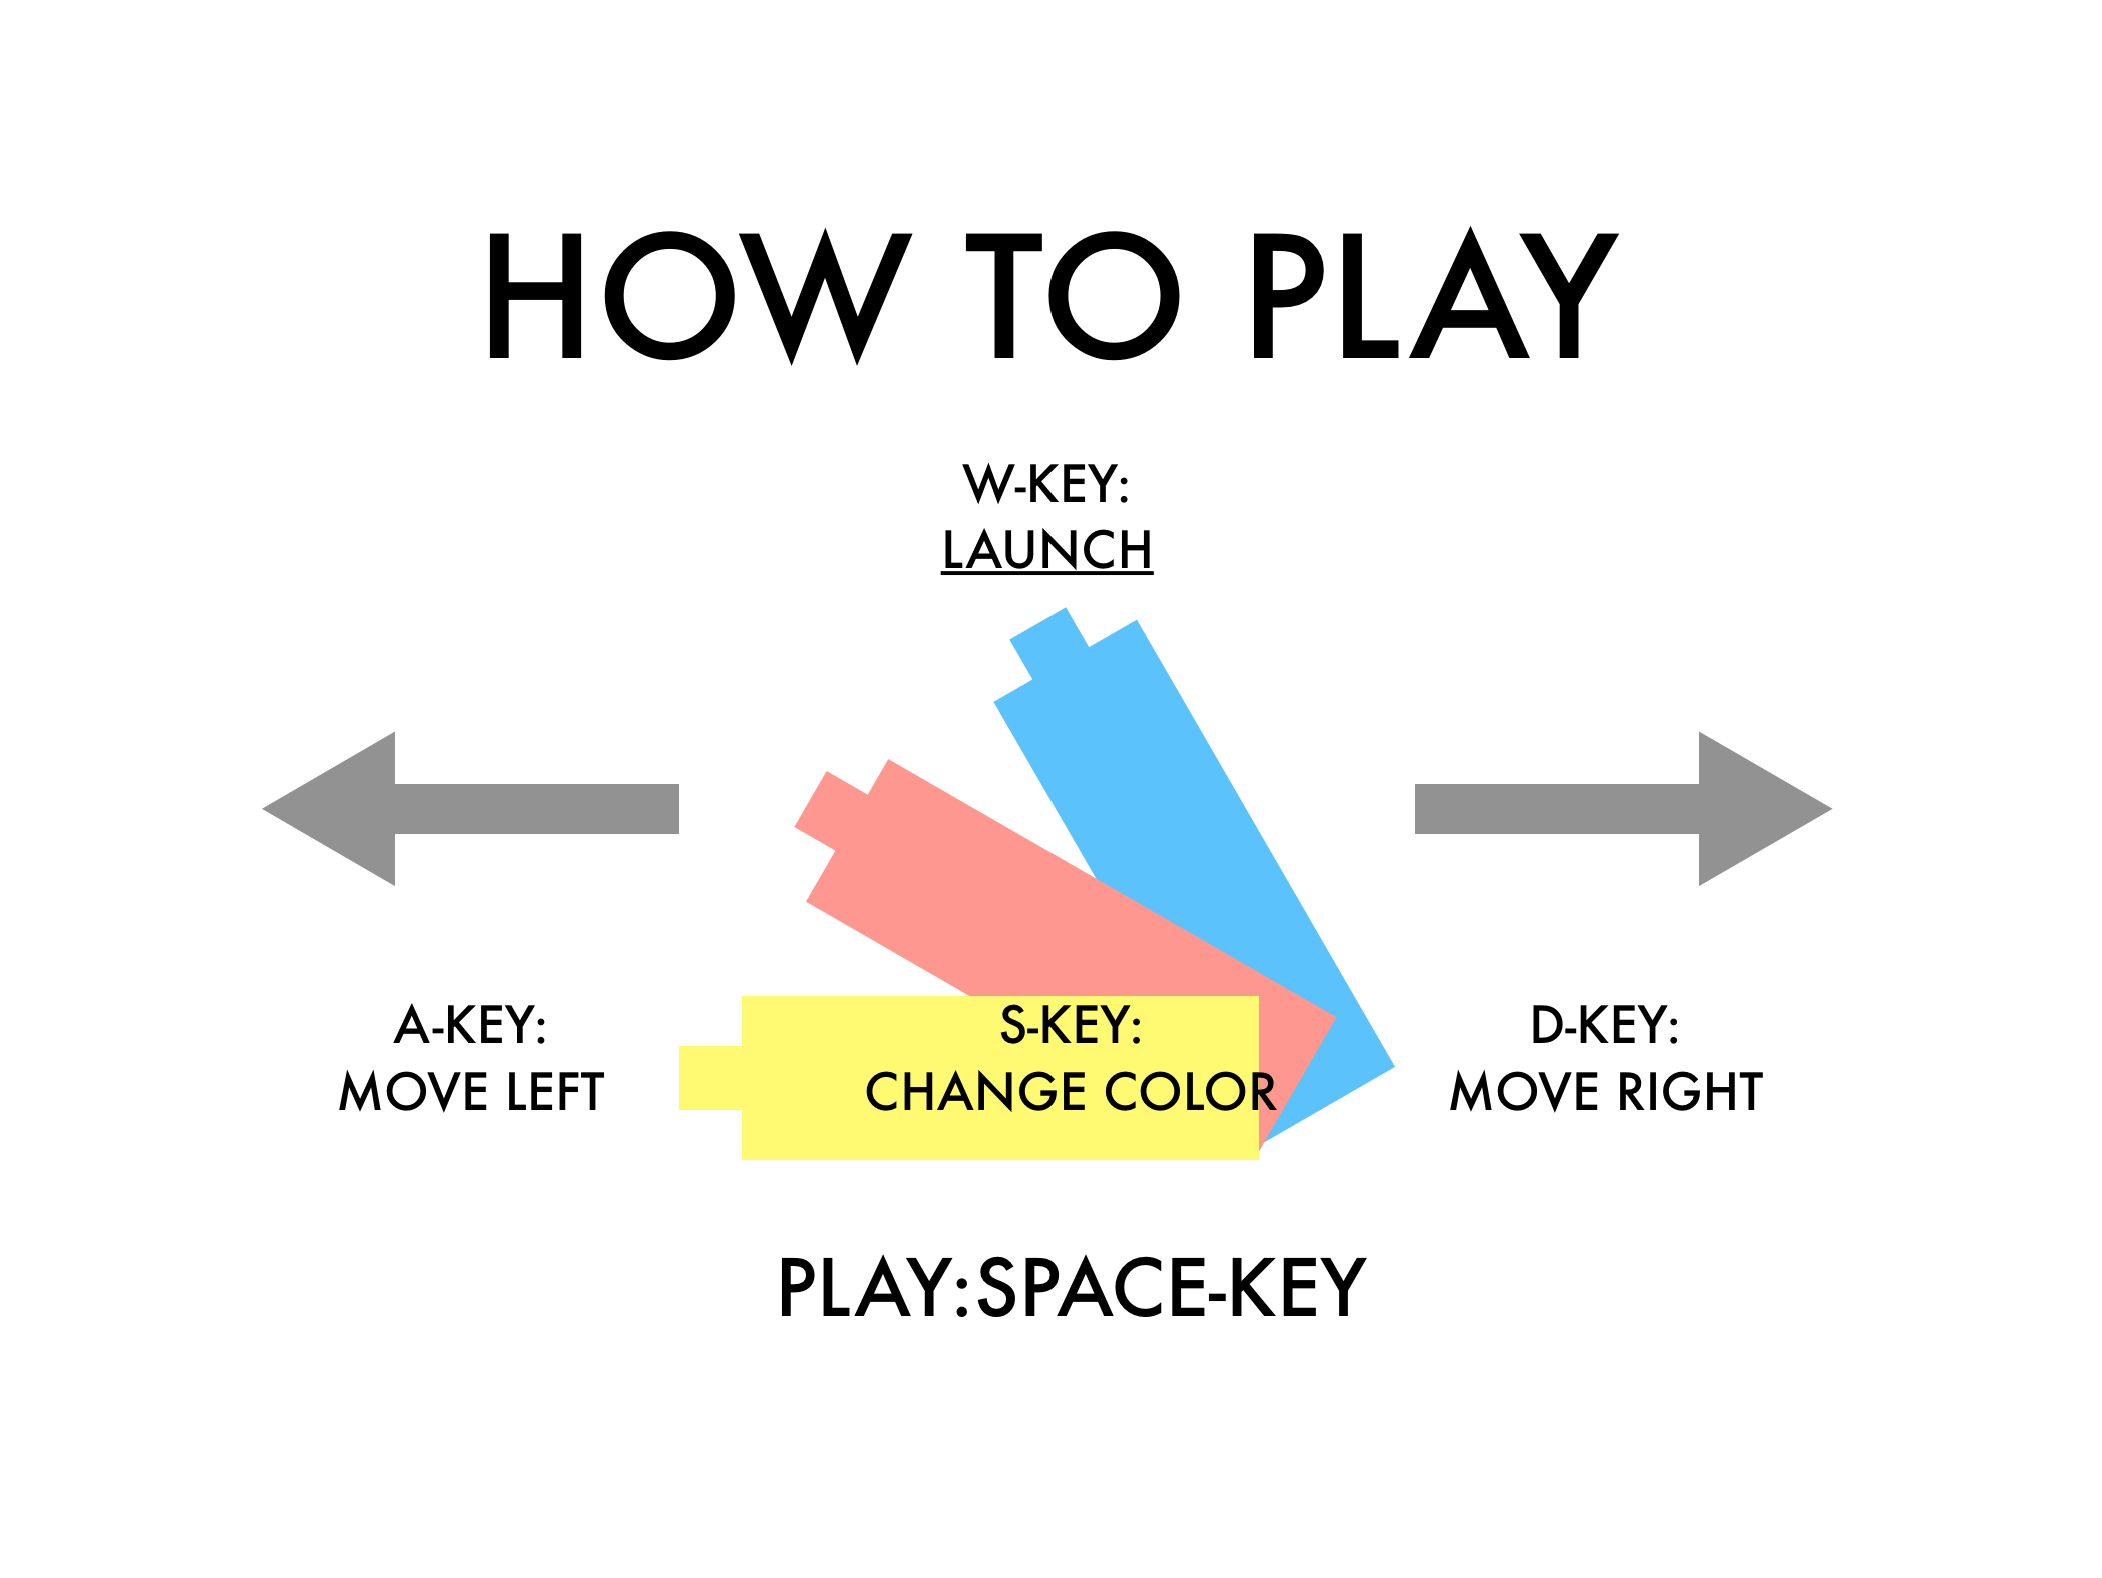 HOW TO PLAY
W-KEY:
LAUNCH
A-KEY:
MOVE LEFT
S-KEY:
CHANGE COLOR
D-KEY:
MOVE RIGHT
PLAY:SPACE-KEY